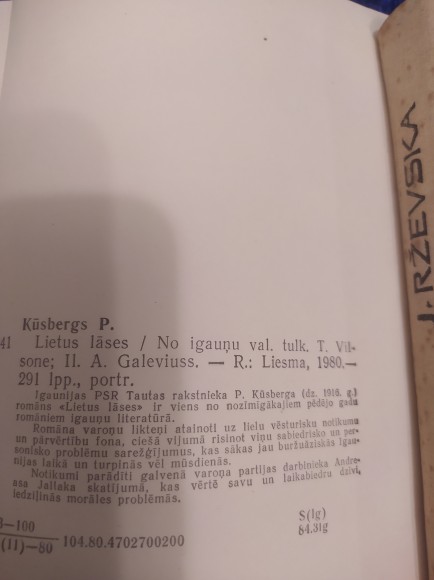 J. RŽEVSKA
Kūsbergs P.
41 Lietus lāses / No igauņu val. tulk. T. Vil-
sone; Il. A. Galeviuss. — R.: Liesma, 1980.—
291 lpp., portr.
Igaunijas PSR Tautas rakstnieka P. Kūsberga (dz. 1916. g.)
romāns «Lietus lāses» ir viens no nozīmīgākajiem pēdējo gadu
romāniem igauņu literatūrā.
Romāna varoņu likteņi atainoti uz lielu vēsturisku notikumu
un pārvērtību fona, ciešā vijumā risinot viņu sabiedrisko un per-
sonisko problēmu sarežģījumus, kas sākas jau buržuāziskās Igau-
nijas laikā un turpinās vēl mūsdienās.
Notikumi parādīti galvenā varoņa partijas darbinieka Andre-
asa Jallaka skatījumā, kas vērtē savu un laikabiedru dzīvi,
ledziļinās morāles problēmās.
3—100
(11)—80 104.80.4702700200
S(Ig)
84.3Ig